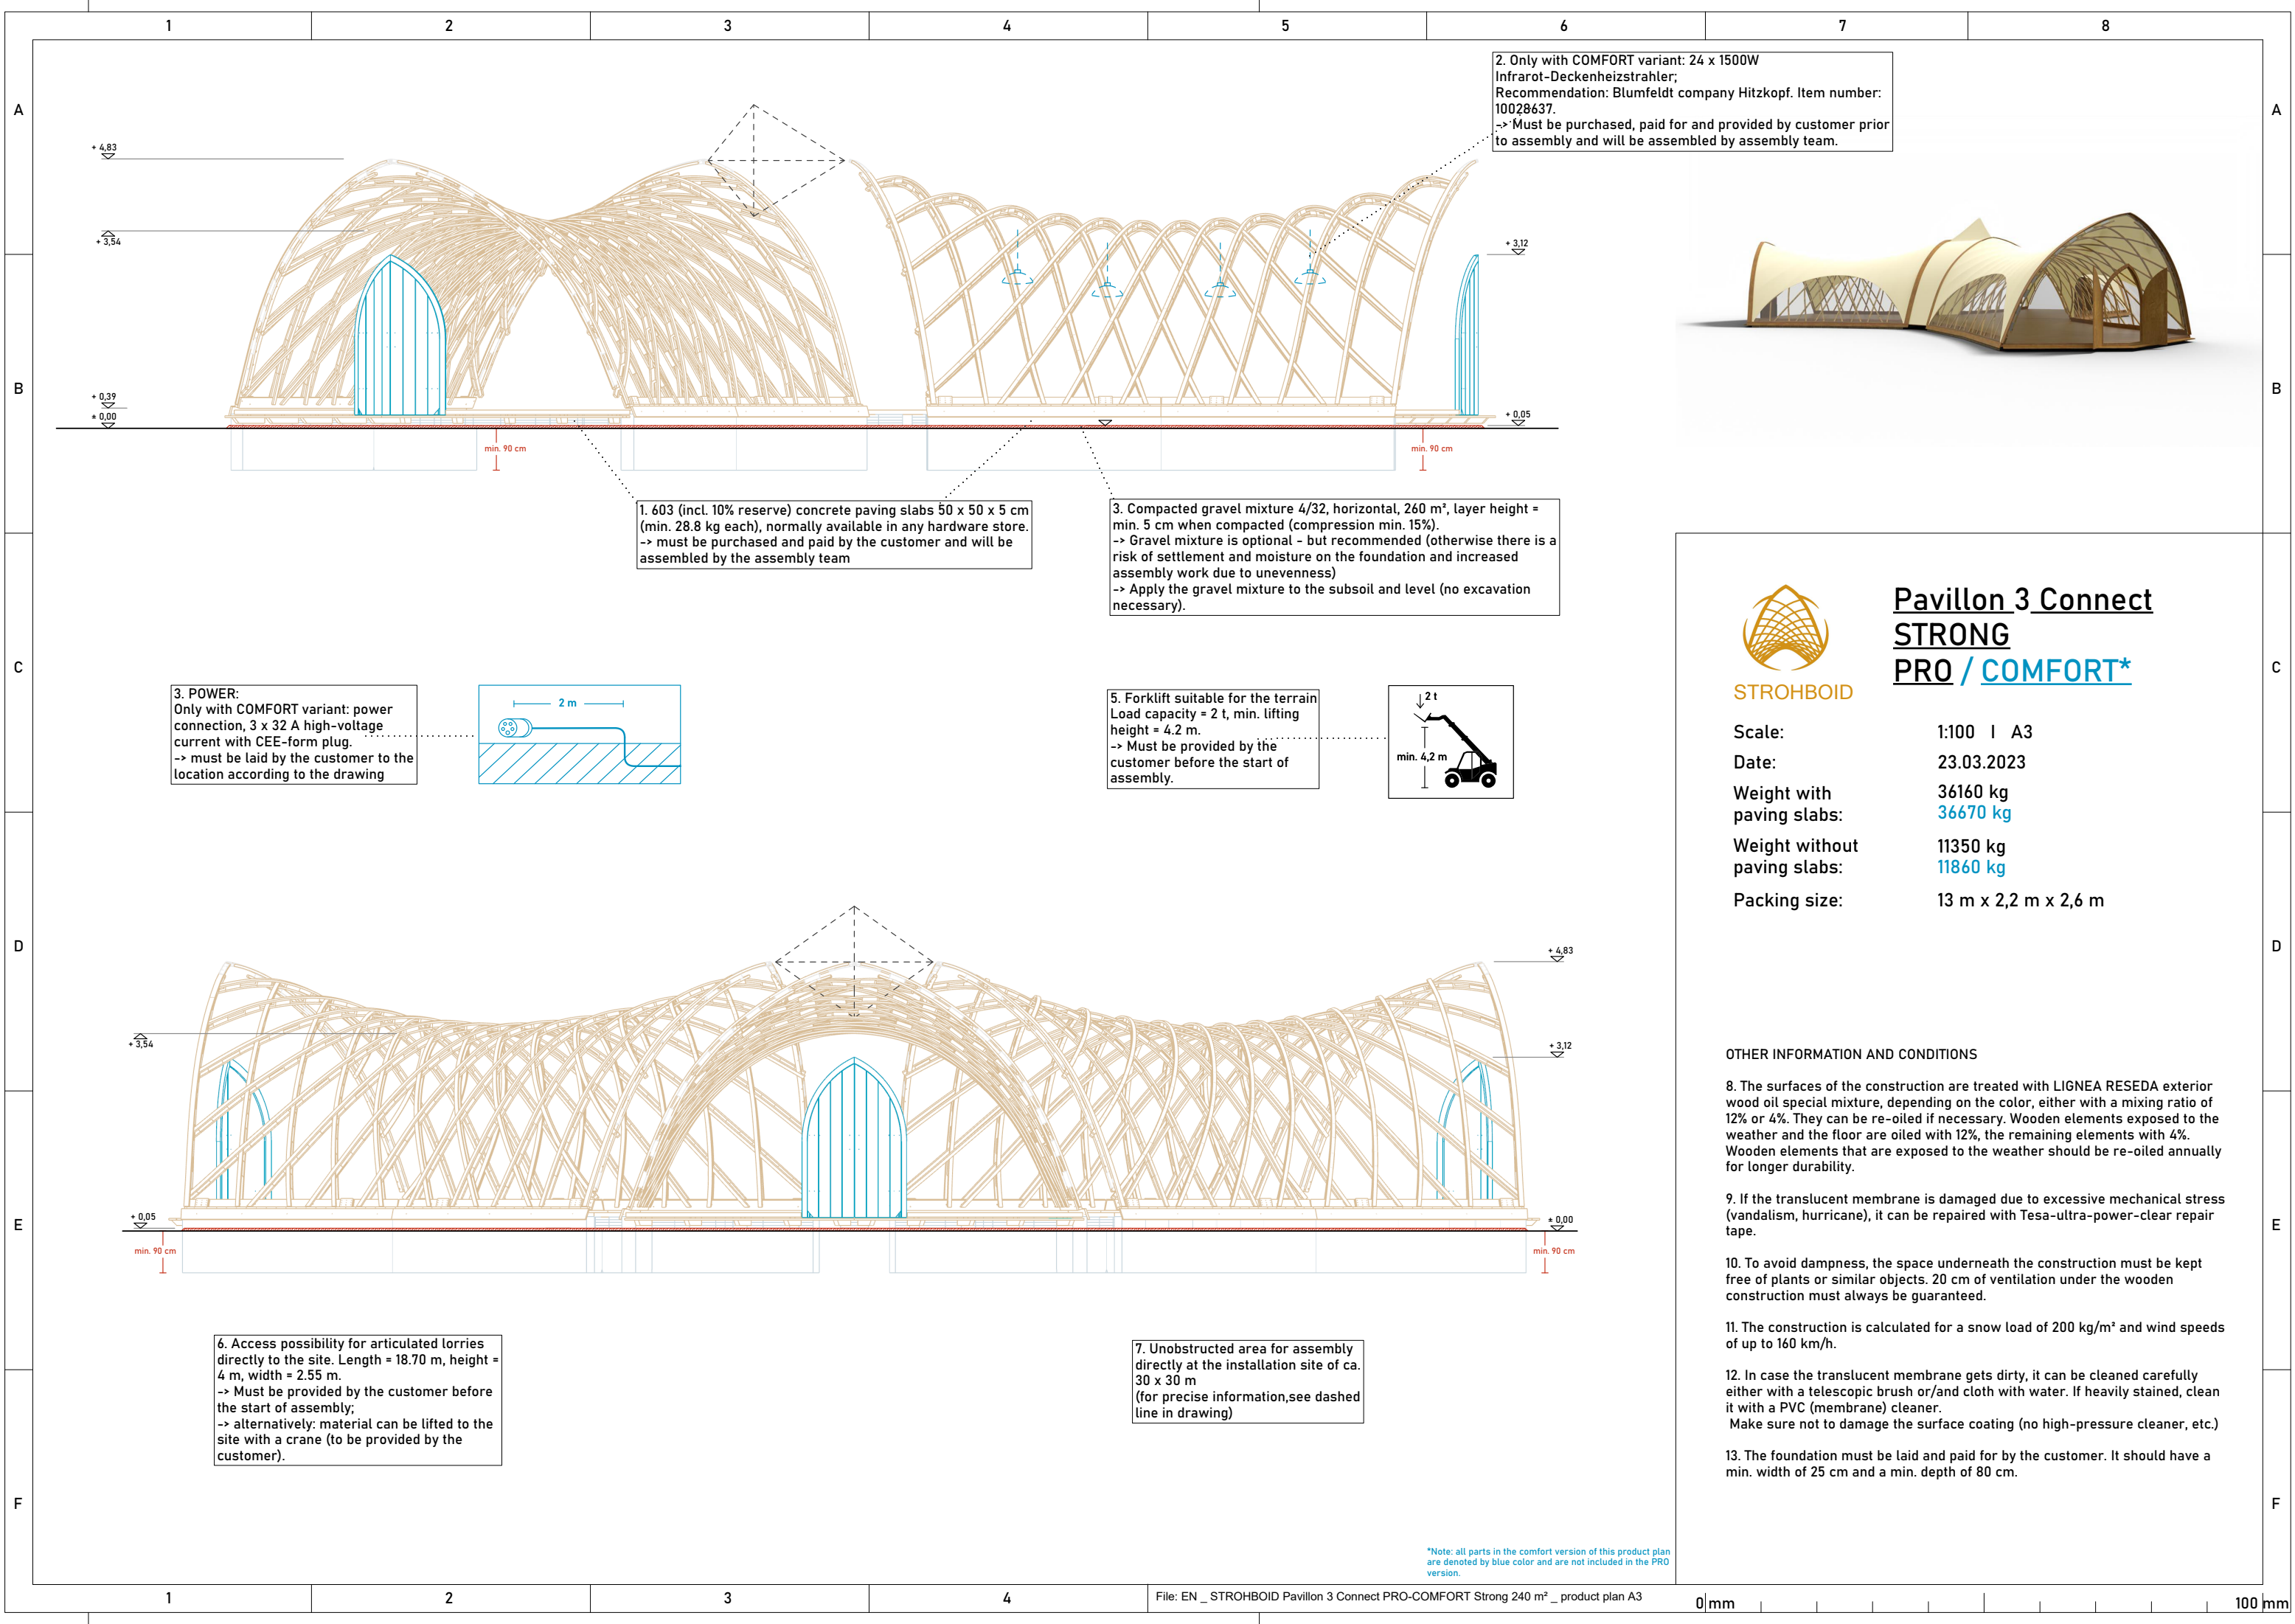 1 2 3 4 5 6 7 8
A
A
2. Only with COMFORT variant: 24 x 1500W
Infrarot-Deckenheizstrahler;
Recommendation: Blumfeldt company Hitzkopf. Item number:
10028637.
-> Must be purchased, paid for and provided by customer prior
to assembly and will be assembled by assembly team.
+ 4,83
+ 3,54
+ 3,12
B
B
+ 0,39
± 0,00
+ 0,05
min. 90 cm
min. 90 cm
1. 603 (incl. 10% reserve) concrete paving slabs 50 x 50 x 5 cm
(min. 28.8 kg each), normally available in any hardware store.
-> must be purchased and paid by the customer and will be
assembled by the assembly team
3. Compacted gravel mixture 4/32, horizontal, 260 m², layer height =
min. 5 cm when compacted (compression min. 15%).
-> Gravel mixture is optional - but recommended (otherwise there is a
risk of settlement and moisture on the foundation and increased
assembly work due to unevenness)
-> Apply the gravel mixture to the subsoil and level (no excavation
necessary).
STROHBOID
Pavillon 3 Connect
STRONG
PRO / COMFORT*
C
C
3. POWER:
Only with COMFORT variant: power
connection, 3 x 32 A high-voltage
current with CEE-form plug.
-> must be laid by the customer to the
location according to the drawing
2 m
5. Forklift suitable for the terrain
Load capacity = 2 t, min. lifting
height = 4.2 m.
-> Must be provided by the
customer before the start of
assembly.
2 t
min. 4,2 m
Scale: 1:100 I A3
Date: 23.03.2023
Weight with
paving slabs:
36160 kg
36670 kg
Weight without
paving slabs:
11350 kg
11860 kg
Packing size: 13 m x 2,2 m x 2,6 m
D
D
+ 4,83
+ 3,54
+ 3,12
E
E
+ 0,05
± 0,00
min. 90 cm
min. 90 cm
6. Access possibility for articulated lorries
directly to the site. Length = 18.70 m, height =
4 m, width = 2.55 m.
-> Must be provided by the customer before
the start of assembly;
-> alternatively: material can be lifted to the
site with a crane (to be provided by the
customer).
7. Unobstructed area for assembly
directly at the installation site of ca.
30 x 30 m
(for precise information,see dashed
line in drawing)
OTHER INFORMATION AND CONDITIONS
8. The surfaces of the construction are treated with LIGNEA RESEDA exterior
wood oil special mixture, depending on the color, either with a mixing ratio of
12% or 4%. They can be re-oiled if necessary. Wooden elements exposed to the
weather and the floor are oiled with 12%, the remaining elements with 4%.
Wooden elements that are exposed to the weather should be re-oiled annually
for longer durability.
9. If the translucent membrane is damaged due to excessive mechanical stress
(vandalism, hurricane), it can be repaired with Tesa-ultra-power-clear repair
tape.
10. To avoid dampness, the space underneath the construction must be kept
free of plants or similar objects. 20 cm of ventilation under the wooden
construction must always be guaranteed.
11. The construction is calculated for a snow load of 200 kg/m² and wind speeds
of up to 160 km/h.
12. In case the translucent membrane gets dirty, it can be cleaned carefully
either with a telescopic brush or/and cloth with water. If heavily stained, clean
it with a PVC (membrane) cleaner.
Make sure not to damage the surface coating (no high-pressure cleaner, etc.)
13. The foundation must be laid and paid for by the customer. It should have a
min. width of 25 cm and a min. depth of 80 cm.
F
F
*Note: all parts in the comfort version of this product plan
are denoted by blue color and are not included in the PRO
version.
1 2 3 4
File: EN _ STROHBOID Pavillon 3 Connect PRO-COMFORT Strong 240 m² _ product plan A3
0 mm
100 mm